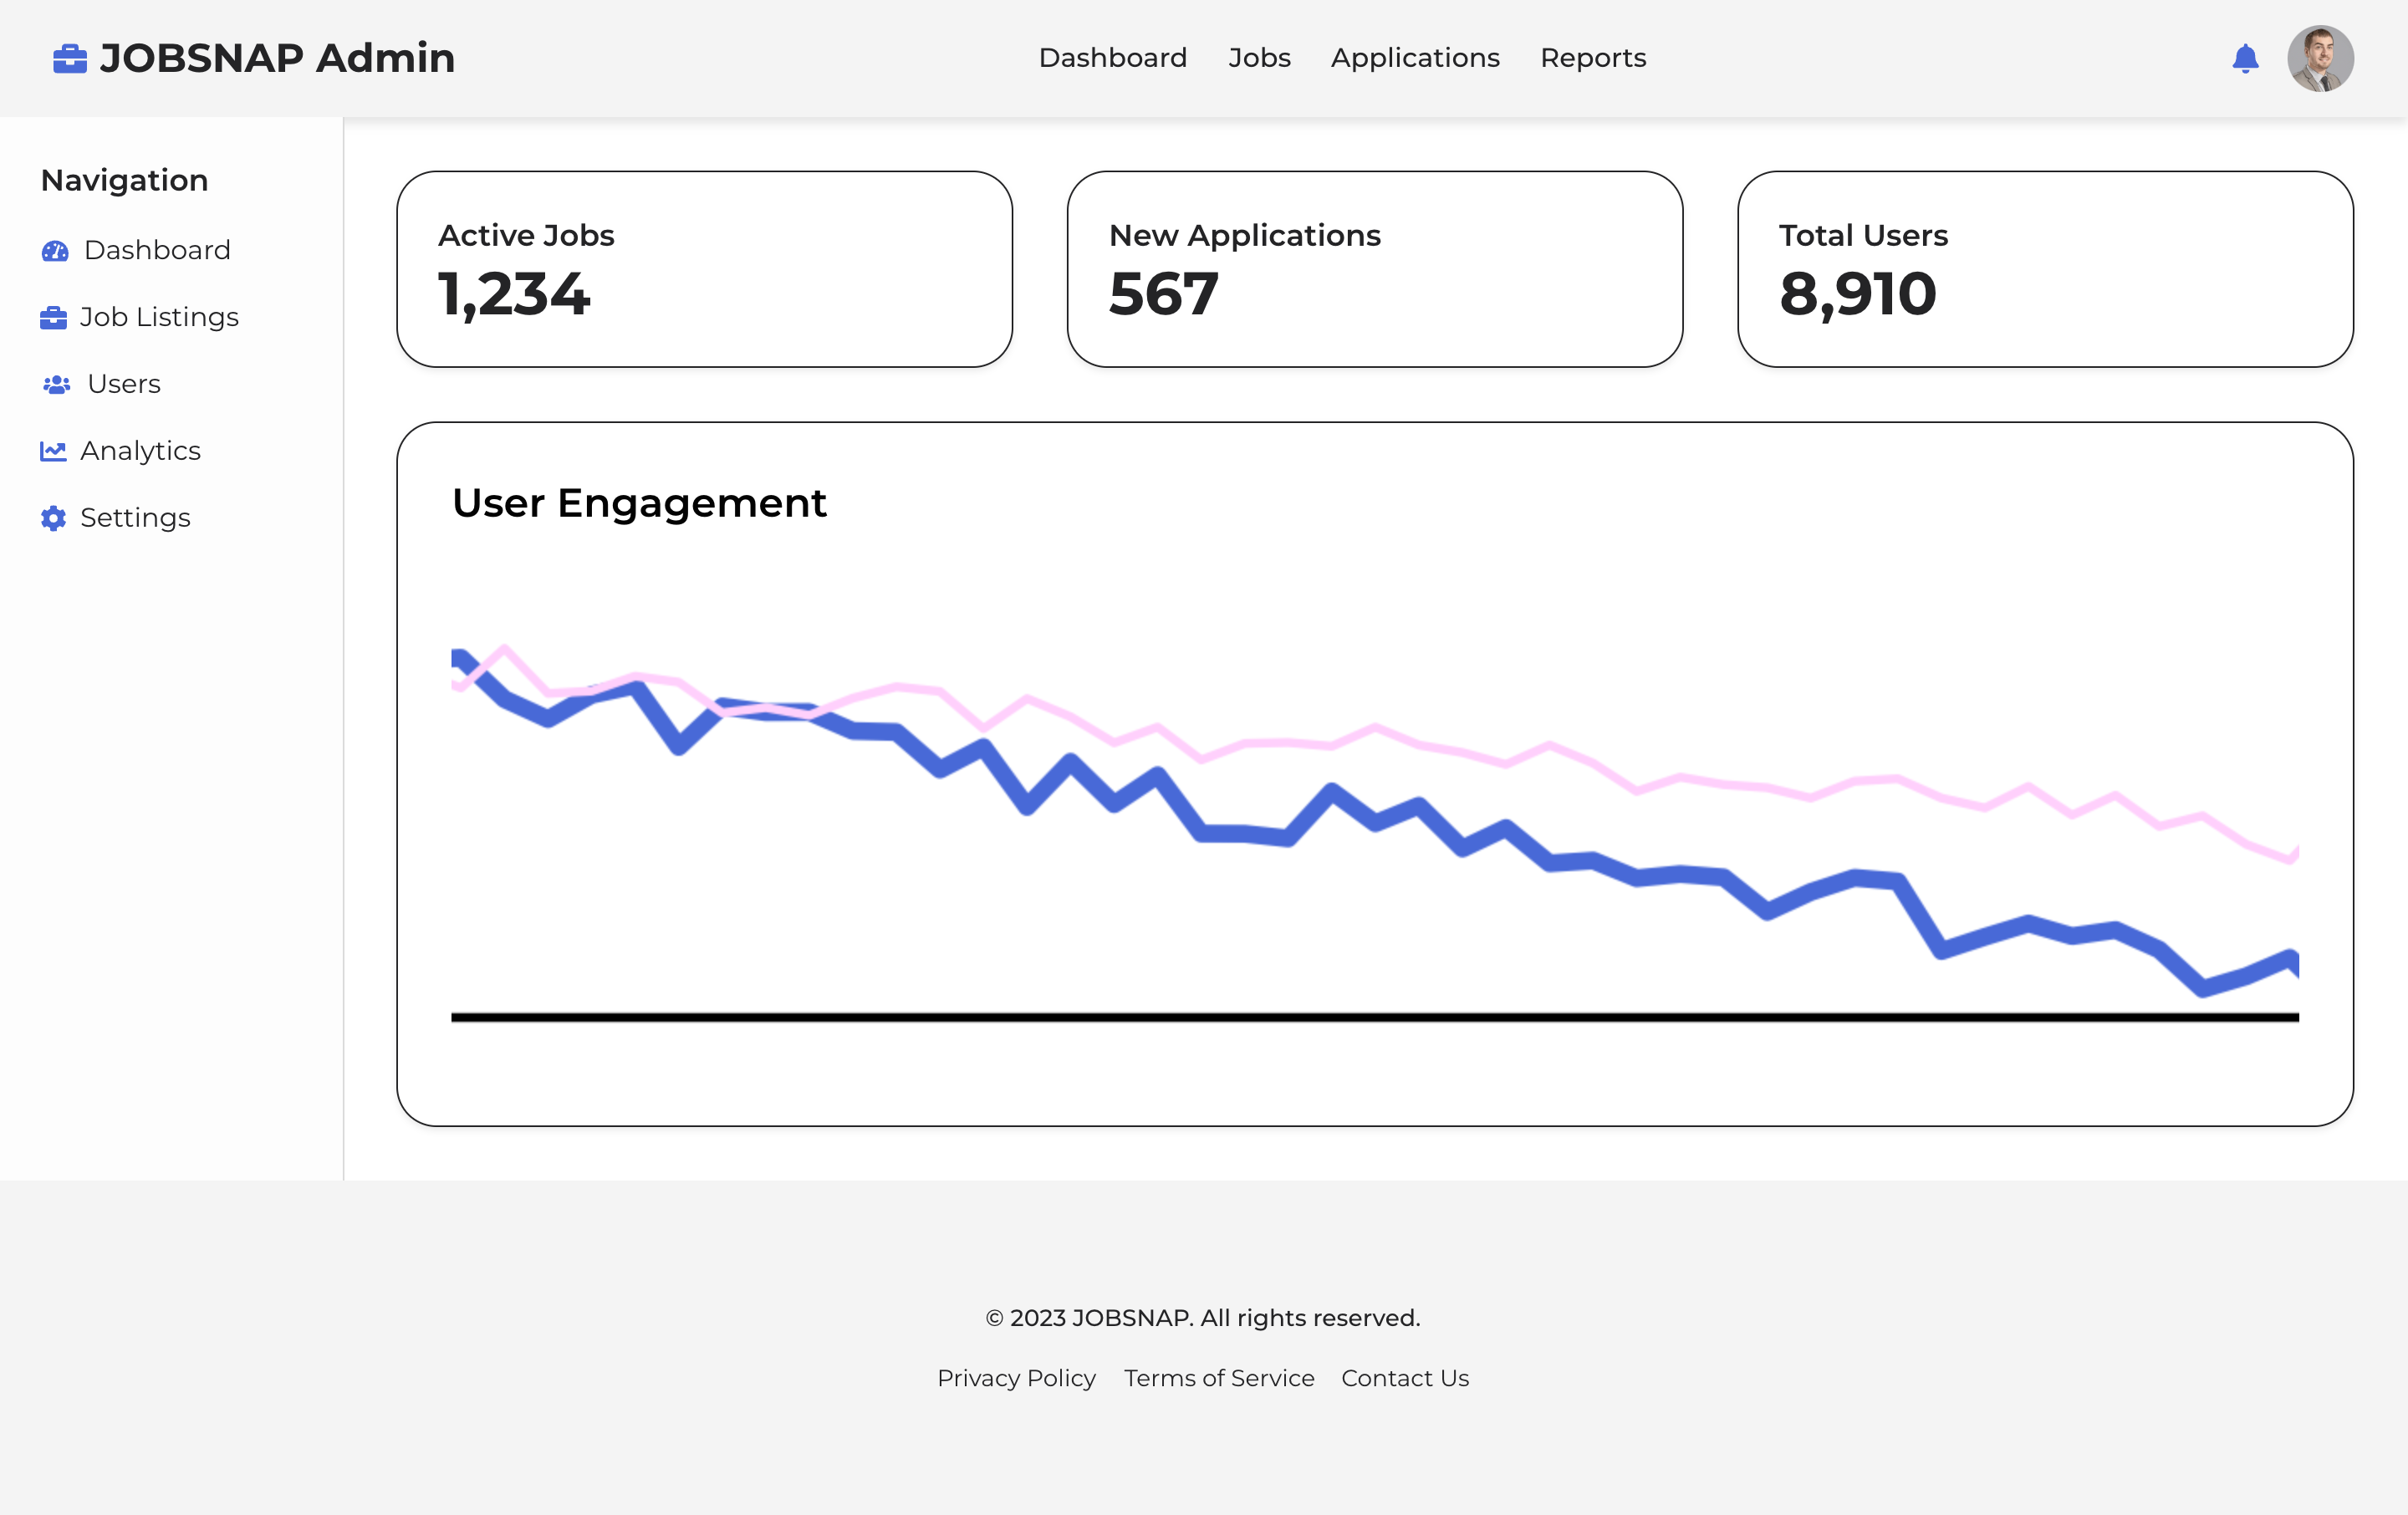 JOBSNAP Admin
Dashboard Jobs Applications Reports
Navigation
Dashboard
Job Listings
Users
Analytics
Settings
Active Jobs
1,234
New Applications
567
Total Users
8,910
User Engagement
© 2023 JOBSNAP. All rights reserved.
Privacy Policy Terms of Service Contact Us